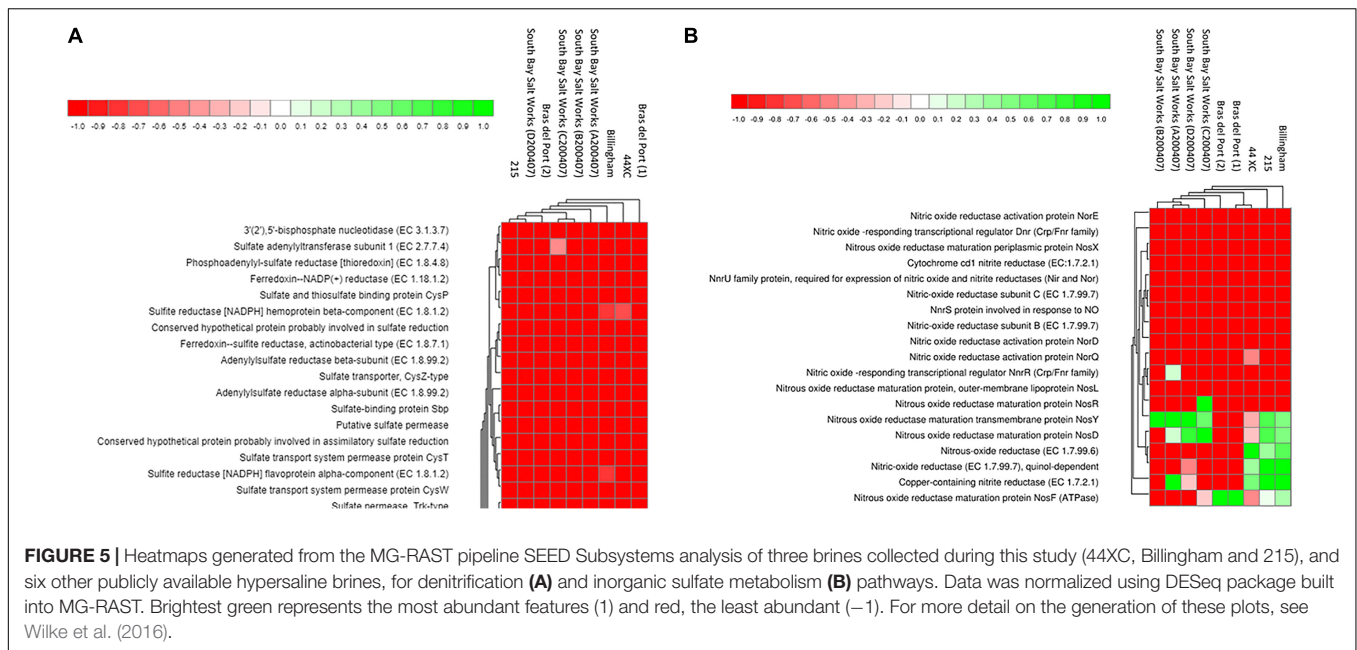 A
-1.0 -0.9 -0.8 -0.7 -0.6 -0.5 -0.4 -0.3 -0.2 -0.1 0.0 0.1 0.2 0.3 0.4 0.5 0.6 0.7 0.8 0.9 1.0
215
South Bay Salt Works (D200407)
Bras del Port (2)
South Bay Salt Works (C200407)
South Bay Salt Works (B200407)
South Bay Salt Works (A200407)
Billingham
44XC
Bras del Port (1)
3'(2'),5'-bisphosphate nucleotidase (EC 3.1.3.7)
Sulfate adenylyltransferase subunit 1 (EC 2.7.7.4)
Phosphoadenylyl-sulfate reductase [thioredoxin] (EC 1.8.4.8)
Ferredoxin--NADP(+) reductase (EC 1.18.1.2)
Sulfate and thiosulfate binding protein CysP
Sulfite reductase [NADPH] hemoprotein beta-component (EC 1.8.1.2)
Conserved hypothetical protein probably involved in sulfate reduction
Ferredoxin--sulfite reductase, actinobacterial type (EC 1.8.7.1)
Adenylylsulfate reductase beta-subunit (EC 1.8.99.2)
Sulfate transporter, CysZ-type
Adenylylsulfate reductase alpha-subunit (EC 1.8.99.2)
Sulfate-binding protein Sbp
Putative sulfate permease
Conserved hypothetical protein probably involved in assimilatory sulfate reduction
Sulfate transport system permease protein CysT
Sulfite reductase [NADPH] flavoprotein alpha-component (EC 1.8.1.2)
Sulfate transport system permease protein CysW
Sulfate permease, Trk-type
B
-1.0 -0.9 -0.8 -0.7 -0.6 -0.5 -0.4 -0.3 -0.2 -0.1 0.0 0.1 0.2 0.3 0.4 0.5 0.6 0.7 0.8 0.9 1.0
South Bay Salt Works (B200407)
South Bay Salt Works (A200407)
South Bay Salt Works (D200407)
South Bay Salt Works (C200407)
Bras del Port (2)
Bras del Port (1)
44 XC
215
Billingham
Nitric oxide reductase activation protein NorE
Nitric oxide -responding transcriptional regulator Dnr (Crp/Fnr family)
Nitrous oxide reductase maturation periplasmic protein NosX
Cytochrome cd1 nitrite reductase (EC:1.7.2.1)
NnrU family protein, required for expression of nitric oxide and nitrite reductases (Nir and Nor)
Nitric-oxide reductase subunit C (EC 1.7.99.7)
NnrS protein involved in response to NO
Nitric-oxide reductase subunit B (EC 1.7.99.7)
Nitric oxide reductase activation protein NorD
Nitric oxide reductase activation protein NorQ
Nitric oxide -responding transcriptional regulator NnrR (Crp/Fnr family)
Nitrous oxide reductase maturation protein, outer-membrane lipoprotein NosL
Nitrous oxide reductase maturation protein NosR
Nitrous oxide reductase maturation transmembrane protein NosY
Nitrous oxide reductase maturation protein NosD
Nitrous-oxide reductase (EC 1.7.99.6)
Nitric-oxide reductase (EC 1.7.99.7), quinol-dependent
Copper-containing nitrite reductase (EC 1.7.2.1)
Nitrous oxide reductase maturation protein NosF (ATPase)
FIGURE 5 | Heatmaps generated from the MG-RAST pipeline SEED Subsystems analysis of three brines collected during this study (44XC, Billingham and 215), and
six other publicly available hypersaline brines, for denitrification (A) and inorganic sulfate metabolism (B) pathways. Data was normalized using DESeq package built
into MG-RAST. Brightest green represents the most abundant features (1) and red, the least abundant (−1). For more detail on the generation of these plots, see
Wilke et al. (2016).